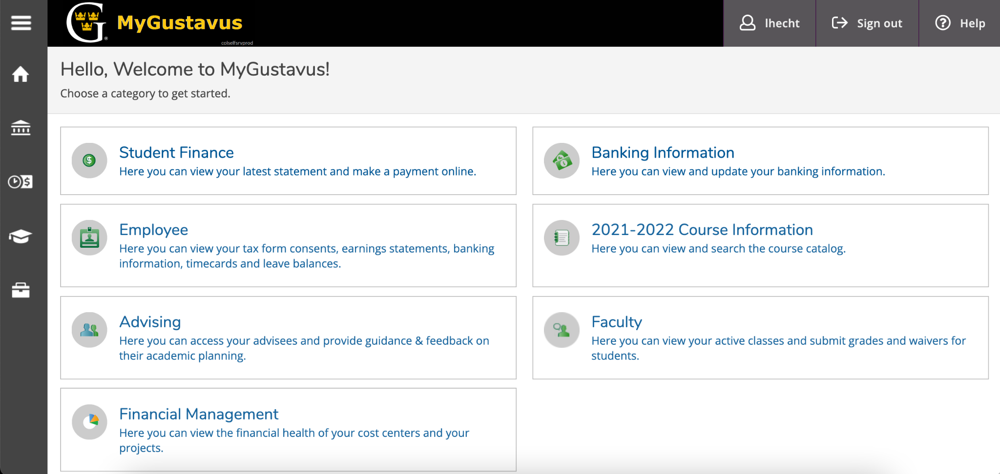 MyGustavus
colselfsrvprod
lhecht
Sign out
Help
Hello, Welcome to MyGustavus!
Choose a category to get started.
Student Finance
Here you can view your latest statement and make a payment online.
Banking Information
Here you can view and update your banking information.
Employee
Here you can view your tax form consents, earnings statements, banking
information, timecards and leave balances.
2021-2022 Course Information
Here you can view and search the course catalog.
Advising
Here you can access your advisees and provide guidance & feedback on
their academic planning.
Faculty
Here you can view your active classes and submit grades and waivers for
students.
Financial Management
Here you can view the financial health of your cost centers and your
projects.